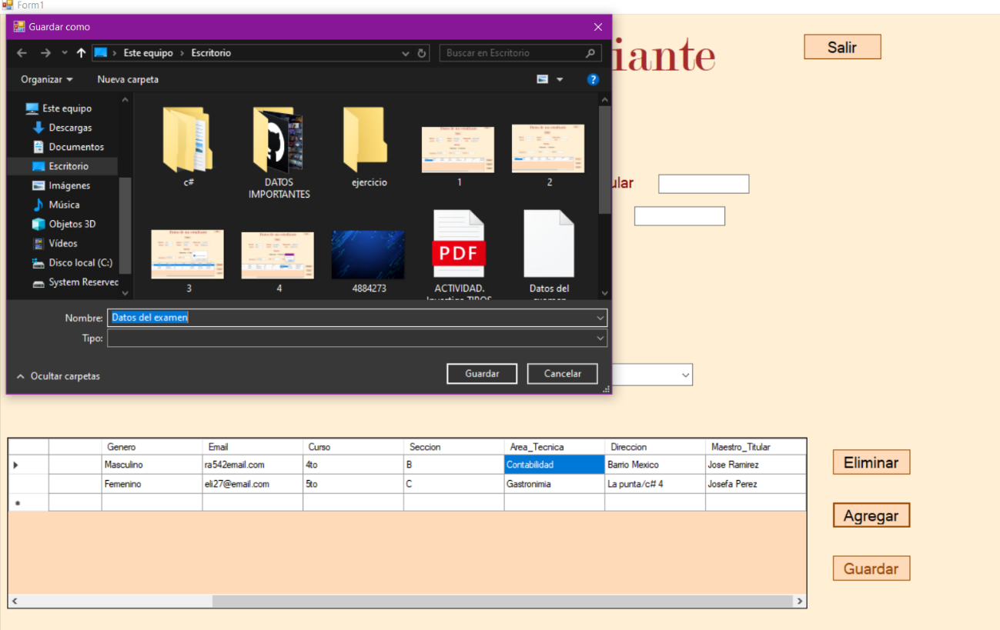 Form1
Guardar como
Este equipo > Escritorio
Buscar en Escritorio
Organizar
Nueva carpeta
?
Este equipo
Descargas
Documentos
Escritorio
Imágenes
Música
Objetos 3D
Vídeos
Disco local (C:)
System Reserved
c#
DATOS
IMPORTANTES
ejercicio
1
2
3
4
4884273
PDF
ACTIVIDAD.
Datos del
examen
Nombre: Datos del examen
Tipo:
Ocultar carpetas
Guardar
Cancelar
iante
Salir
ular
Genero Email Curso Seccion Area_Tecnica Direccion Maestro_Titular
Masculino ra542email.com 4to B Contabilidad Barrio Mexico Jose Ramirez
Femenino eli27@email.com 5to C Gastronimia La punta/c# 4 Josefa Perez
Eliminar
Agregar
Guardar